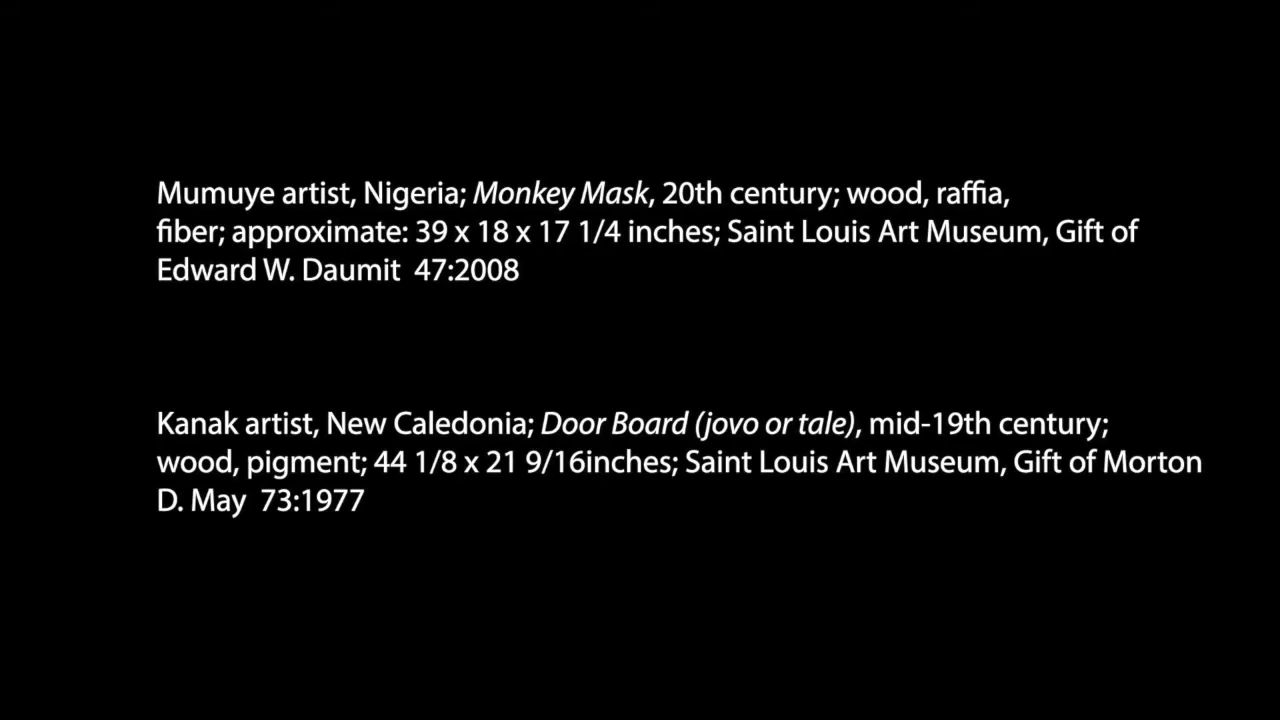 Mumuye artist, Nigeria; Monkey Mask, 20th century; wood, raffia,
fiber; approximate: 39 x 18 x 17 1/4 inches; Saint Louis Art Museum, Gift of
Edward W. Daumit  47:2008
Kanak artist, New Caledonia; Door Board (jovo or tale), mid-19th century;
wood, pigment; 44 1/8 x 21 9/16inches; Saint Louis Art Museum, Gift of Morton
D. May  73:1977